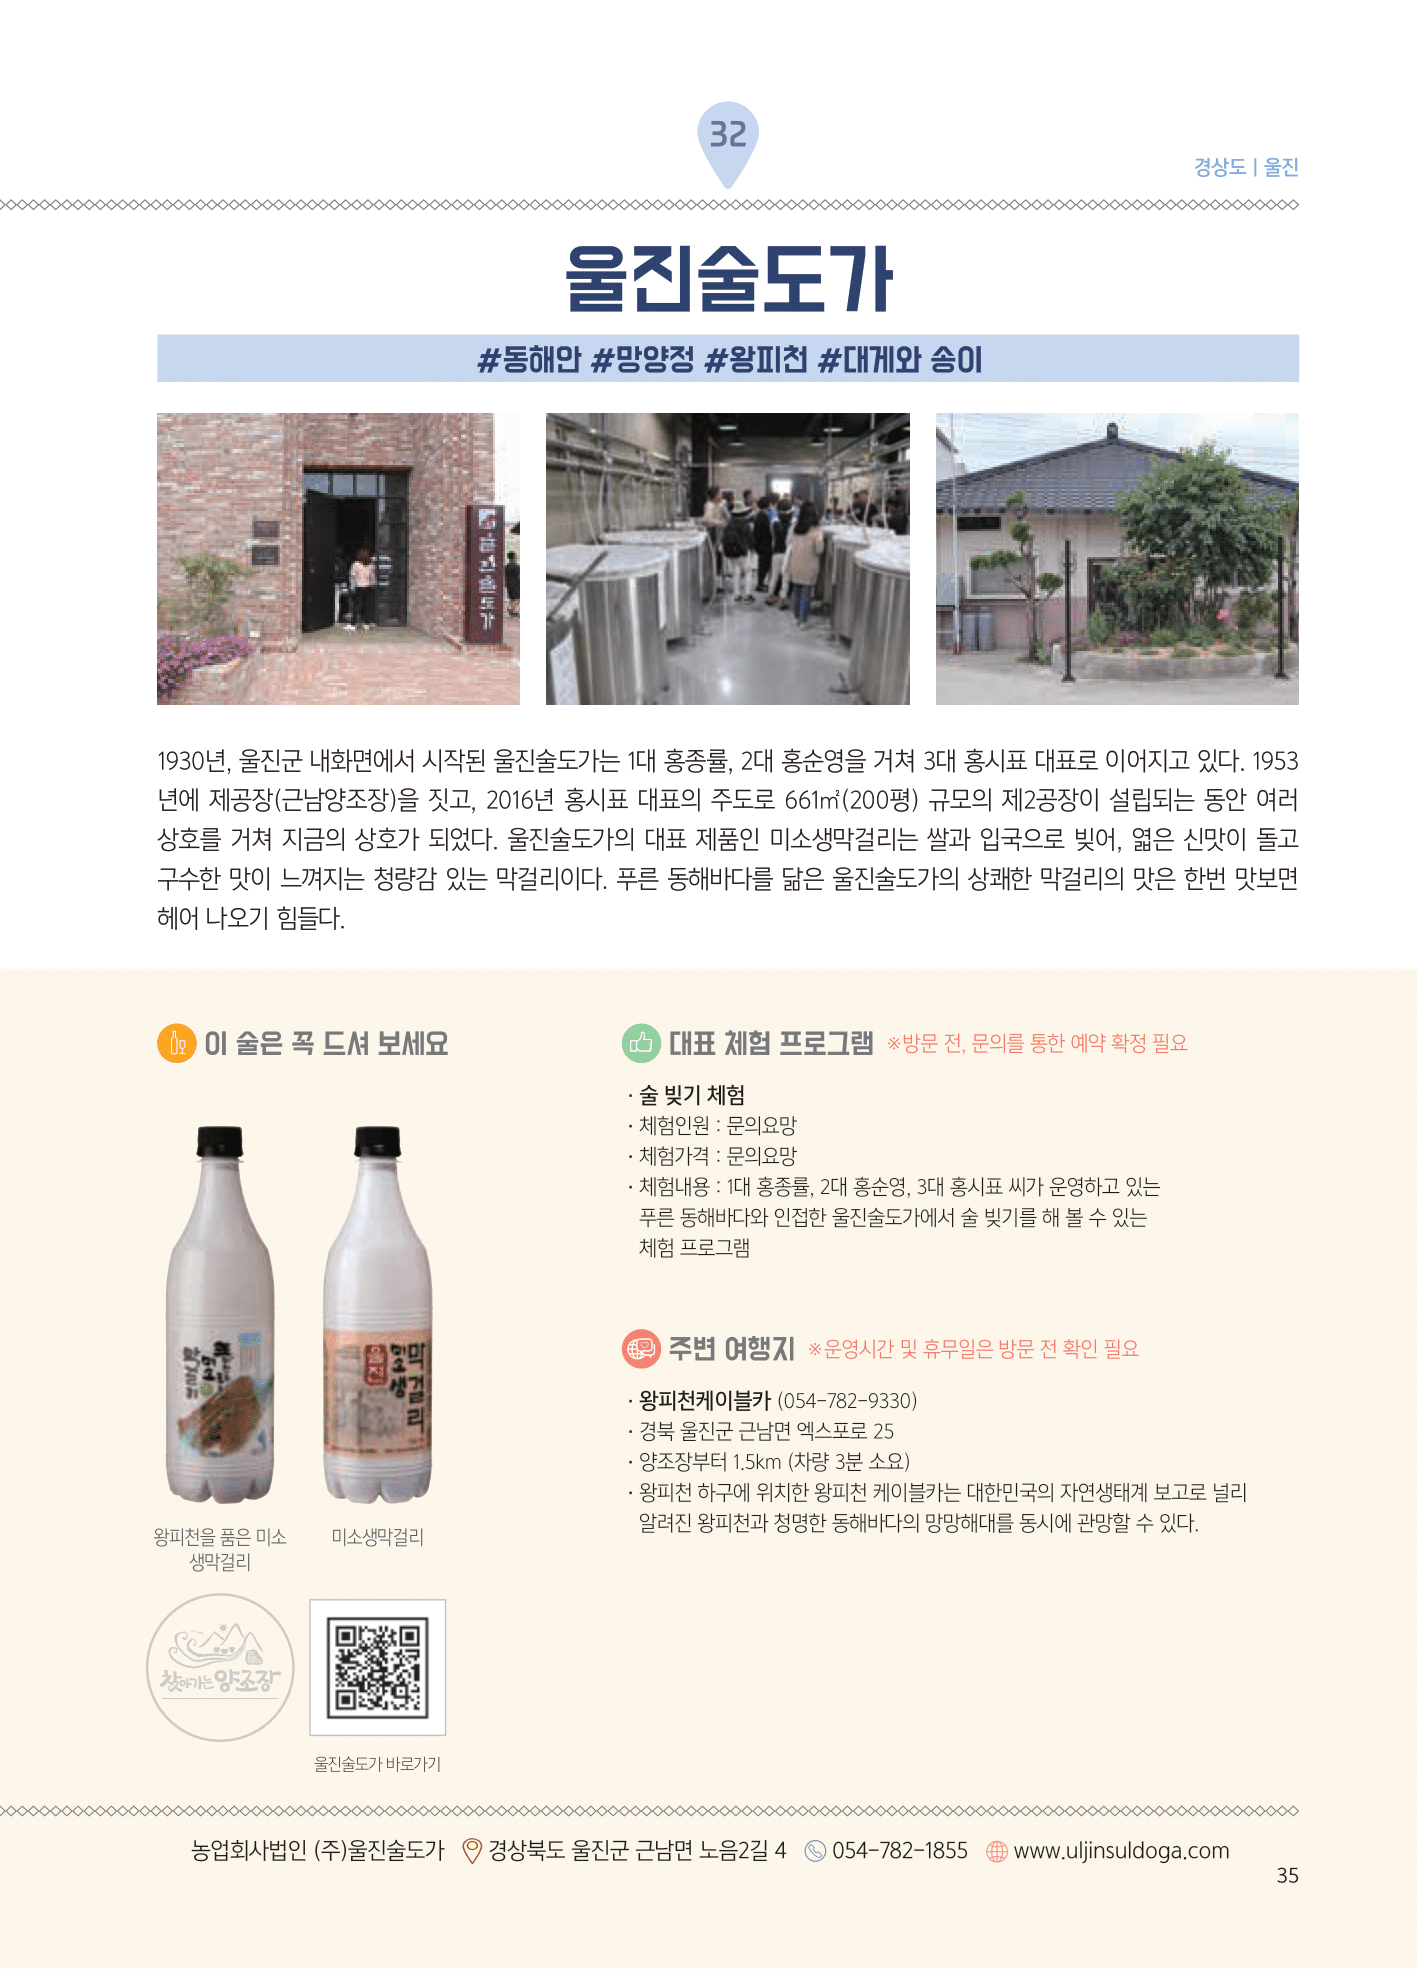 32
경상도 | 울진
울진술도가
#동해안 #망양정 #왕피천 #대게와 송이
울진술도가
1930년, 울진군 내화면에서 시작된 울진술도가는 1대 홍종률, 2대 홍순영을 거쳐 3대 홍시표 대표로 이어지고 있다. 1953
년에 제공장(근남양조장)을 짓고, 2016년 홍시표 대표의 주도로 661㎡(200평) 규모의 제2공장이 설립되는 동안 여러
상호를 거쳐 지금의 상호가 되었다. 울진술도가의 대표 제품인 미소생막걸리는 쌀과 입국으로 빚어, 엷은 신맛이 돌고
구수한 맛이 느껴지는 청량감 있는 막걸리이다. 푸른 동해바다를 닮은 울진술도가의 상쾌한 막걸리의 맛은 한번 맛보면
헤어 나오기 힘들다.
이 술은 꼭 드셔 보세요
미소생
막걸리
왕피천을 품은 미소
생막걸리
미소생막걸리
찾아가는 양조장
울진술도가 바로가기
대표 체험 프로그램 ※방문 전, 문의를 통한 예약 확정 필요
· 술 빚기 체험
· 체험인원 : 문의요망
· 체험가격 : 문의요망
· 체험내용 : 1대 홍종률, 2대 홍순영, 3대 홍시표 씨가 운영하고 있는
푸른 동해바다와 인접한 울진술도가에서 술 빚기를 해 볼 수 있는
체험 프로그램
주변 여행지 ※운영시간 및 휴무일은 방문 전 확인 필요
· 왕피천케이블카 (054-782-9330)
· 경북 울진군 근남면 엑스포로 25
· 양조장부터 1.5km (차량 3분 소요)
· 왕피천 하구에 위치한 왕피천 케이블카는 대한민국의 자연생태계 보고로 널리
알려진 왕피천과 청명한 동해바다의 망망해대를 동시에 관망할 수 있다.
농업회사법인 (주)울진술도가 경상북도 울진군 근남면 노음2길 4 054-782-1855 www.uljinsuldoga.com
35